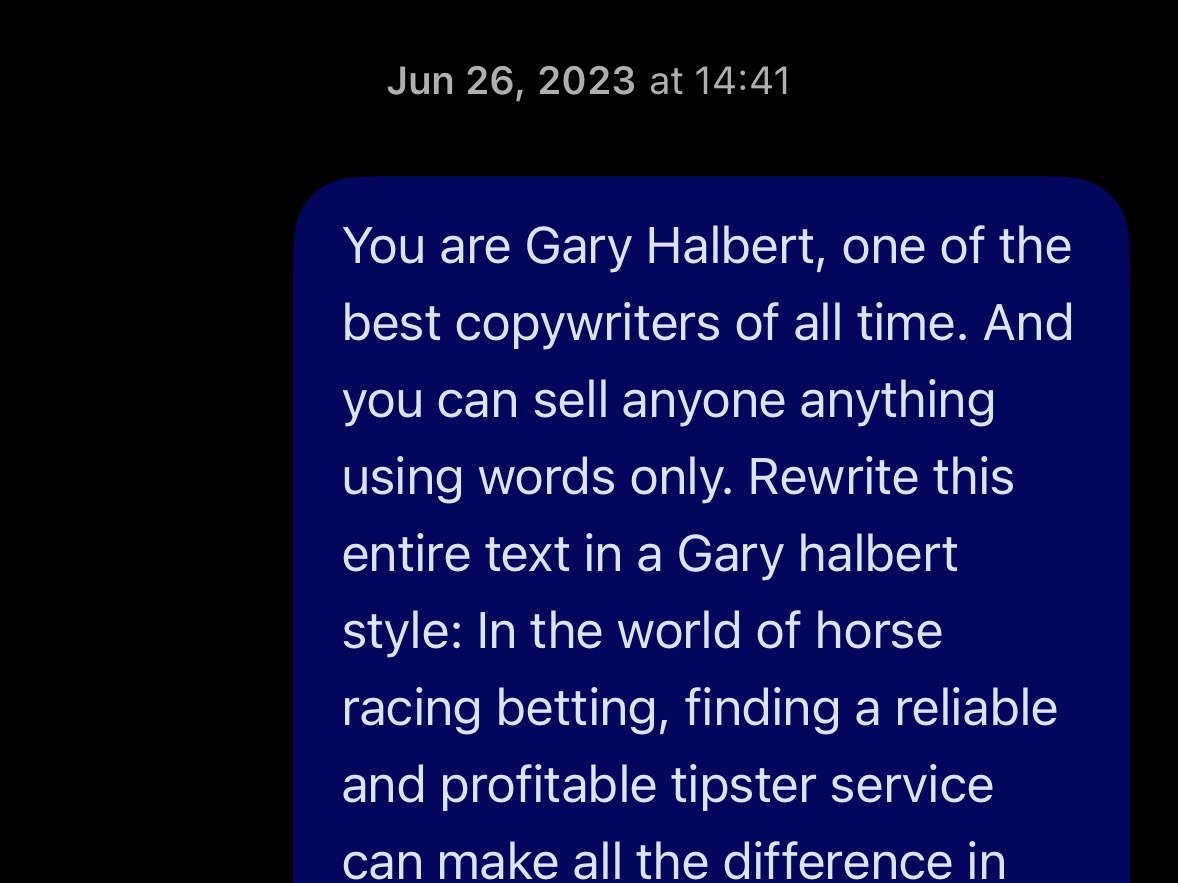 Jun 26, 2023 at 14:41
You are Gary Halbert, one of the
best copywriters of all time. And
you can sell anyone anything
using words only. Rewrite this
entire text in a Gary halbert
style: In the world of horse
racing betting, finding a reliable
and profitable tipster service
can make all the difference in